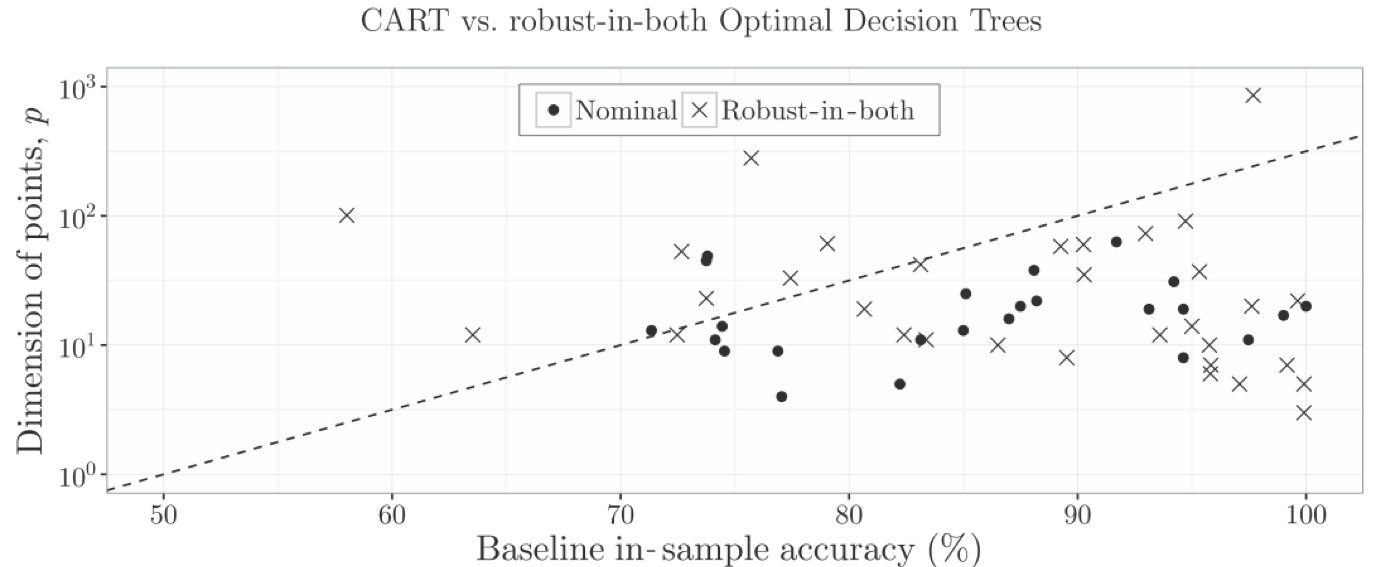 CART vs. robust-in-both Optimal Decision Trees
Nominal Robust-in-both
Dimension of points, p
10³
10²
10¹
10⁰
50 60 70 80 90 100
Baseline in-sample accuracy (%)